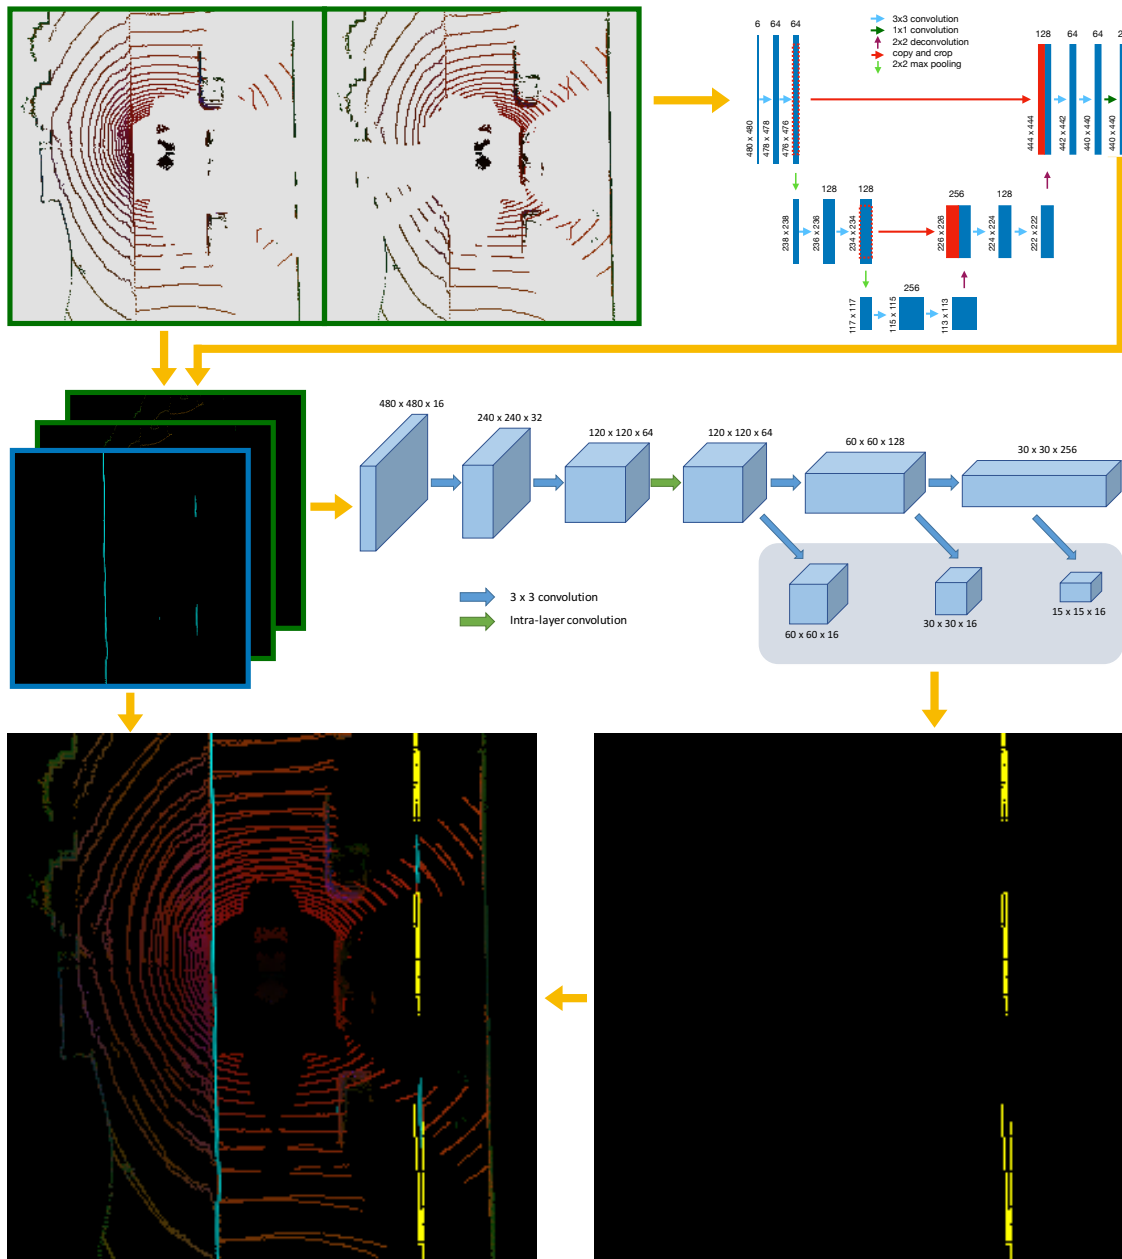 3x3 convolution
1x1 convolution
2x2 deconvolution
copy and crop
2x2 max pooling
6 64 64
480 x 480
478 x 478
476 x 476
128 64 64 2
444 x 444
442 x 442
440 x 440
440 x 440
128 128
238 x 238
236 x 236
234 x 234
256 128
226 x 226
224 x 224
222 x 222
256
117 x 117
115 x 115
113 x 113
480 x 480 x 16
240 x 240 x 32
120 x 120 x 64
120 x 120 x 64
60 x 60 x 128
30 x 30 x 256
3 x 3 convolution
Intra-layer convolution
60 x 60 x 16
30 x 30 x 16
15 x 15 x 16